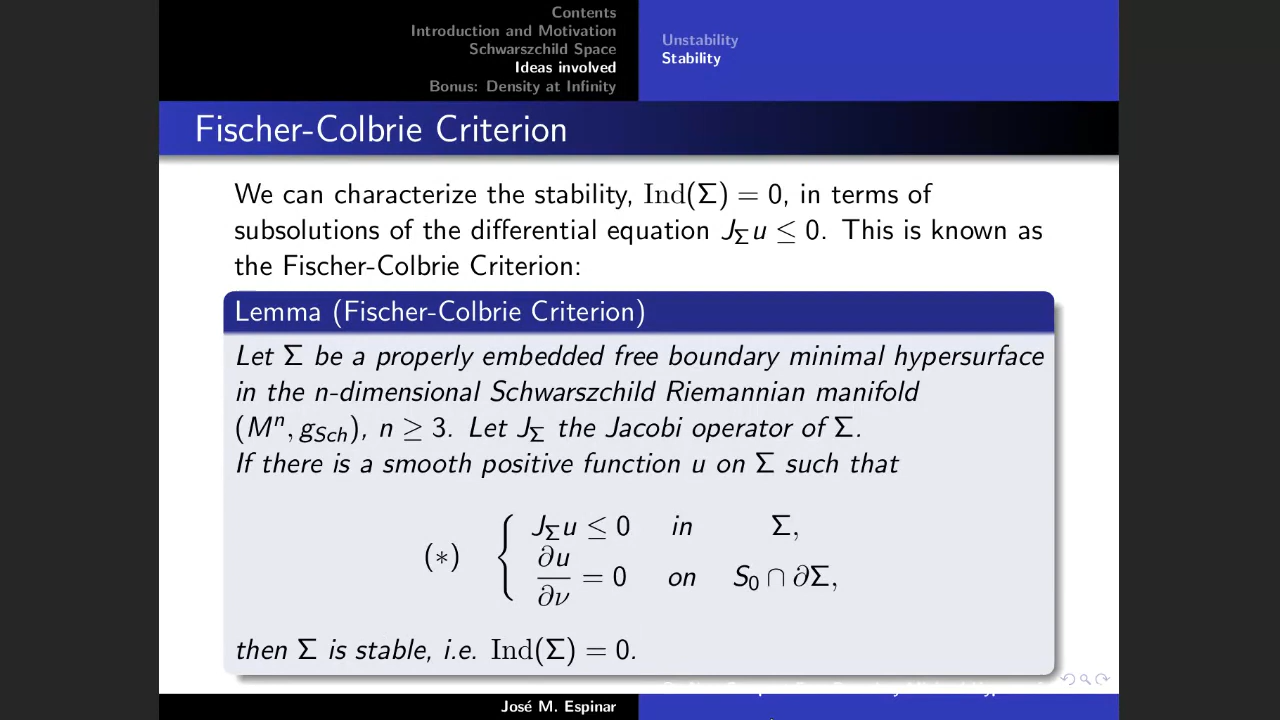 Contents
Introduction and Motivation
Schwarszchild Space
Ideas involved
Bonus: Density at Infinity
Unstability
Stability
Fischer-Colbrie Criterion
We can characterize the stability, Ind(Σ) = 0, in terms of
subsolutions of the differential equation J_Σ u ≤ 0. This is known as
the Fischer-Colbrie Criterion:
Lemma (Fischer-Colbrie Criterion)
Let Σ be a properly embedded free boundary minimal hypersurface
in the n-dimensional Schwarszchild Riemannian manifold
(Mⁿ, g_Sch), n ≥ 3. Let J_Σ the Jacobi operator of Σ.
If there is a smooth positive function u on Σ such that
(∗) { J_Σ u ≤ 0 in Σ,
∂u/∂ν = 0 on S₀ ∩ ∂Σ,
then Σ is stable, i.e. Ind(Σ) = 0.
José M. Espinar